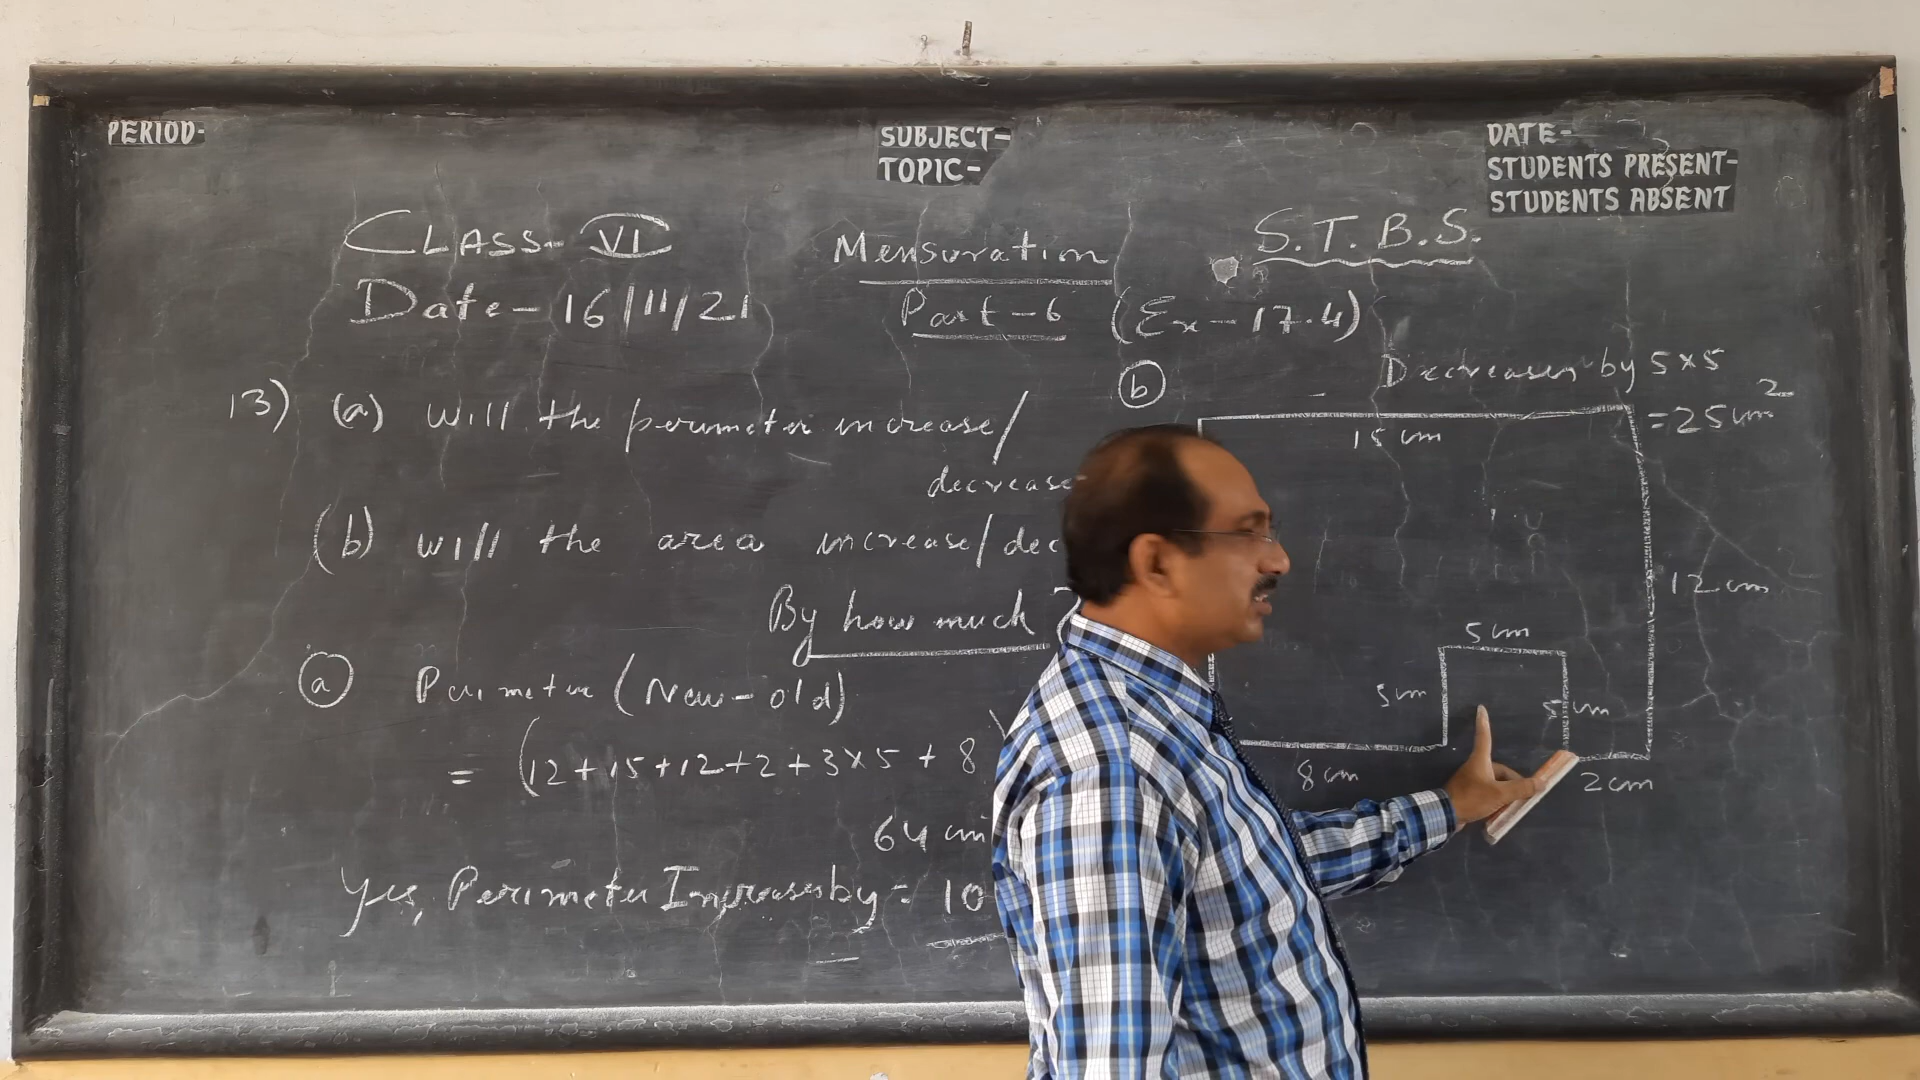 PERIOD-
SUBJECT-
TOPIC-
DATE-
STUDENTS PRESENT-
STUDENTS ABSENT
CLASS- VI
Date- 16/11/21
Mensuration
Part-6 (Ex-17.4)
S.T.B.S.
13) (a) Will the perimeter increase/
decrease
(b) will the area increase/dec
By how much ?
(a) Perimeter (New-old)
= (12+15+12+2+3×5+8
64 cm
Yes, Perimeter Increases by = 10
(b)
Decreases by 5×5
= 25 cm²
15 cm
12 cm
5 cm
5 cm
5 cm
8 cm
2 cm